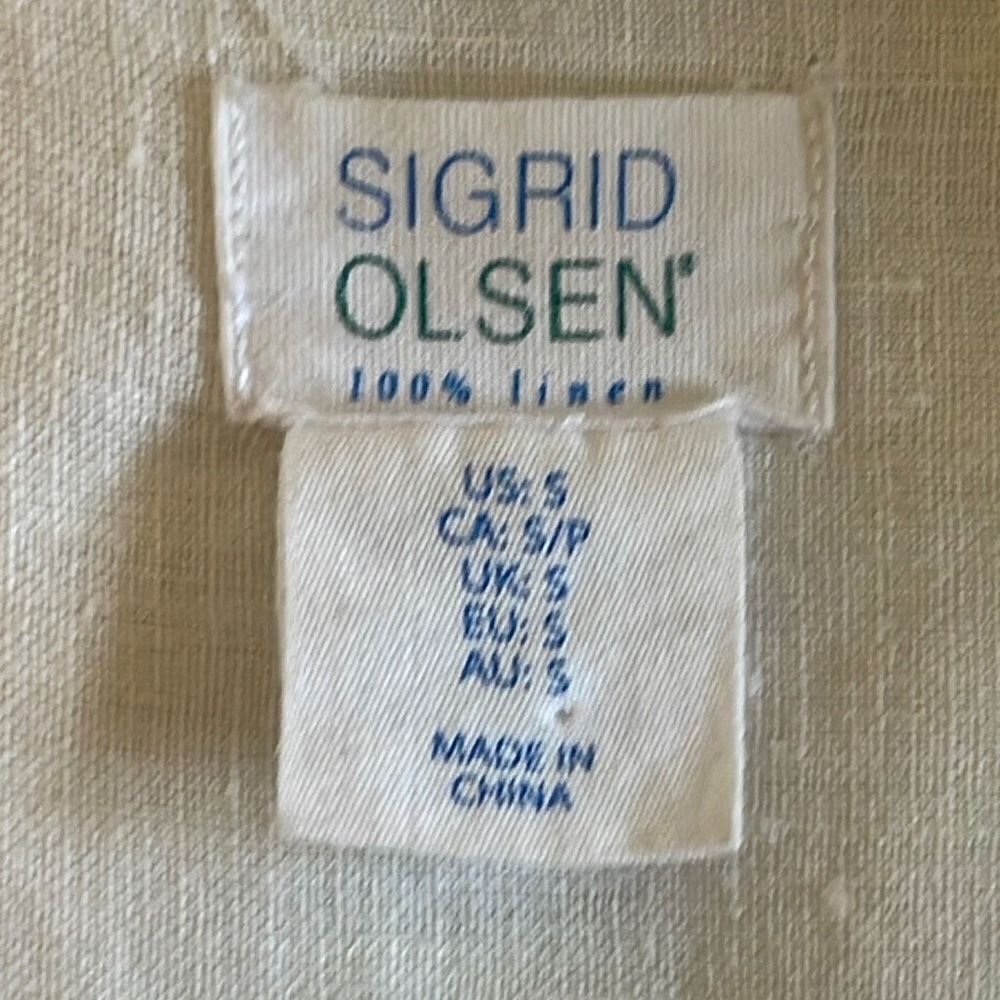 SIGRID
OLSEN®
100% linen
US: S
CA: S/P
UK: S
EU: S
AU: S
MADE IN
CHINA